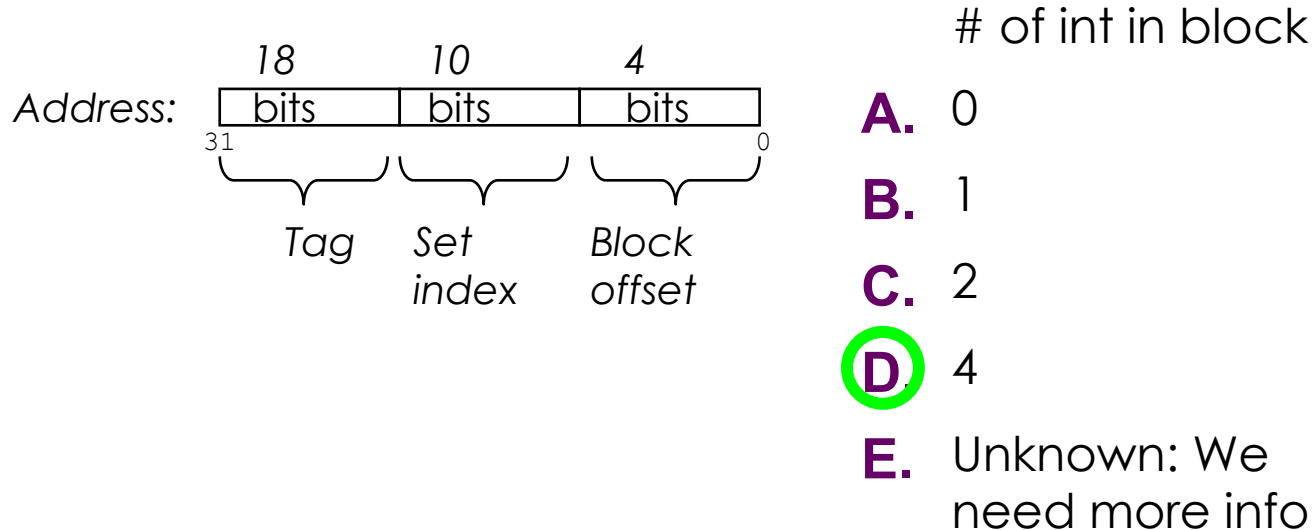 # of int in block
18 10 4
Address: bits bits bits
31 0
Tag Set Block
index offset
A. 0
B. 1
C. 2
D. 4
E. Unknown: We
need more info